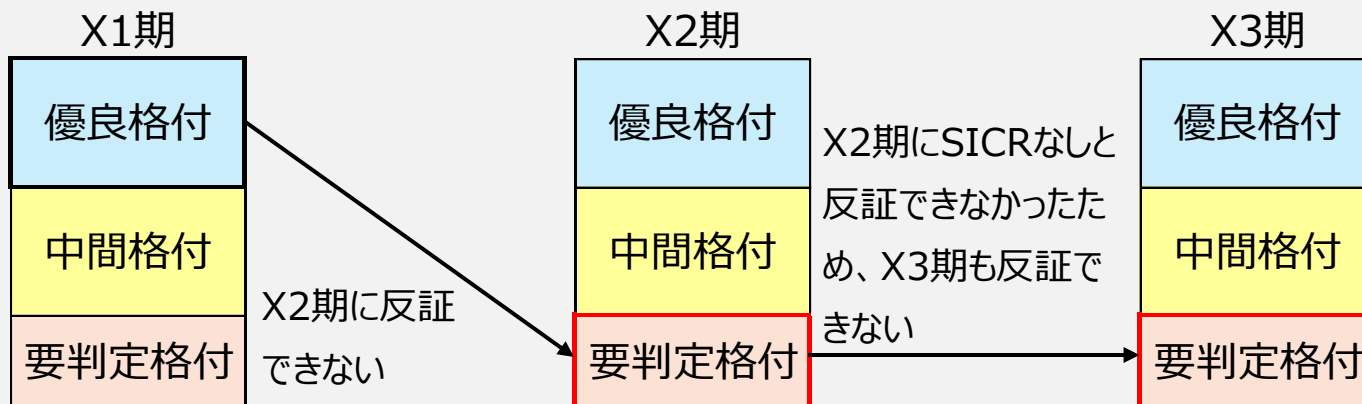 X1期
優良格付
中間格付
要判定格付
X2期に反証
できない
X2期
優良格付
中間格付
要判定格付
X2期にSICRなしと
反証できなかったた
め、X3期も反証で
きない
X3期
優良格付
中間格付
要判定格付